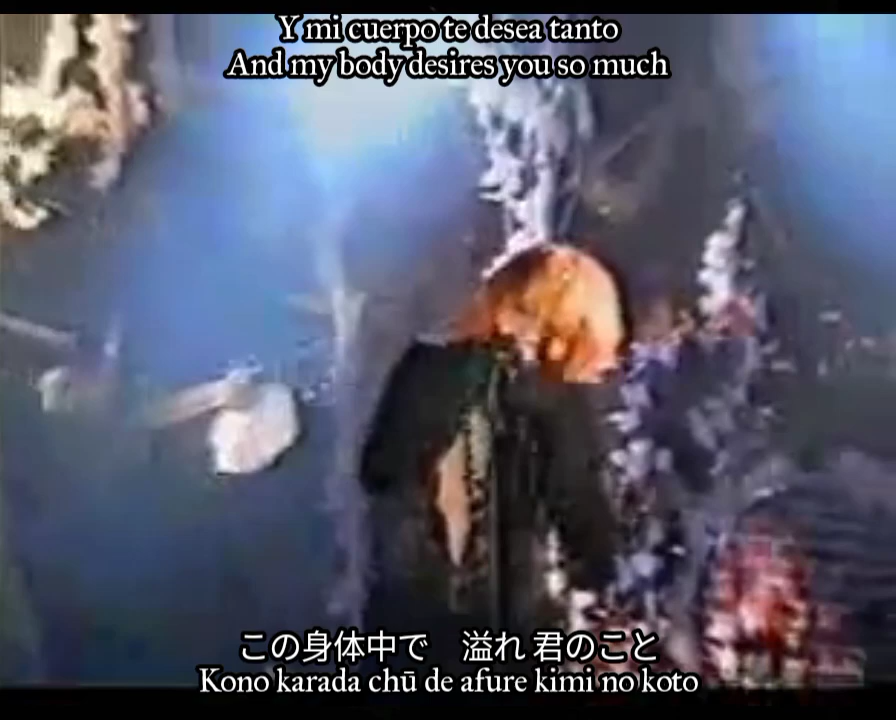 Y mi cuerpo te desea tanto
And my body desires you so much
この身体中で　溢れ 君のこと
Kono karada chū de afure kimi no koto